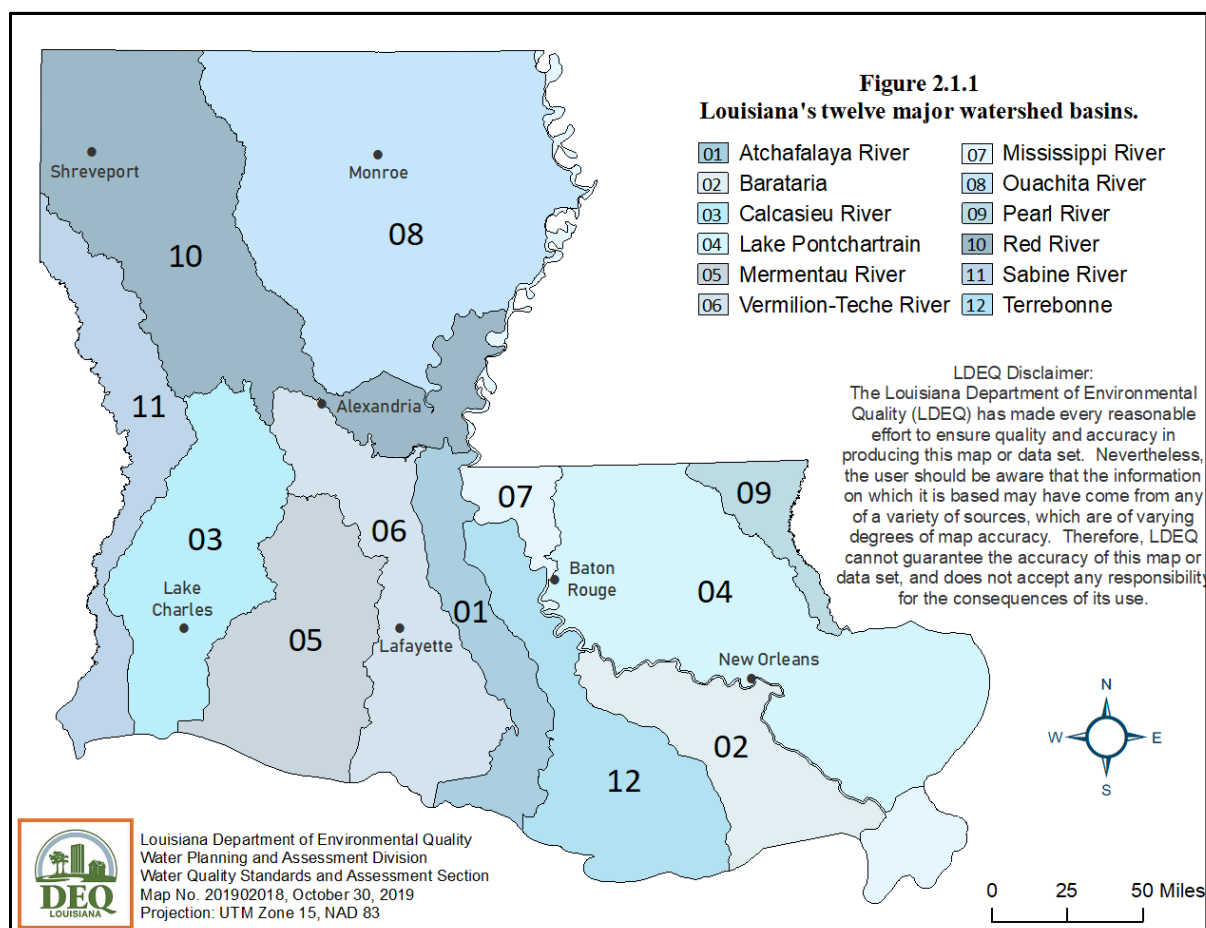 Figure 2.1.1
Louisiana's twelve major watershed basins.
01 Atchafalaya River
02 Barataria
03 Calcasieu River
04 Lake Pontchartrain
05 Mermentau River
06 Vermilion-Teche River
07 Mississippi River
08 Ouachita River
09 Pearl River
10 Red River
11 Sabine River
12 Terrebonne
Shreveport
Monroe
08
10
11
Alexandria
07
09
03
06
Lake
Charles
05
Lafayette
01
Baton
Rouge
04
New Orleans
02
12
LDEQ Disclaimer:
The Louisiana Department of Environmental
Quality (LDEQ) has made every reasonable
effort to ensure quality and accuracy in
producing this map or data set. Nevertheless,
the user should be aware that the information
on which it is based may have come from any
of a variety of sources, which are of varying
degrees of map accuracy. Therefore, LDEQ
cannot guarantee the accuracy of this map or
data set, and does not accept any responsibility
for the consequences of its use.
N
W E
S
DEQ
LOUISIANA
Louisiana Department of Environmental Quality
Water Planning and Assessment Division
Water Quality Standards and Assessment Section
Map No. 201902018, October 30, 2019
Projection: UTM Zone 15, NAD 83
0 25 50 Miles